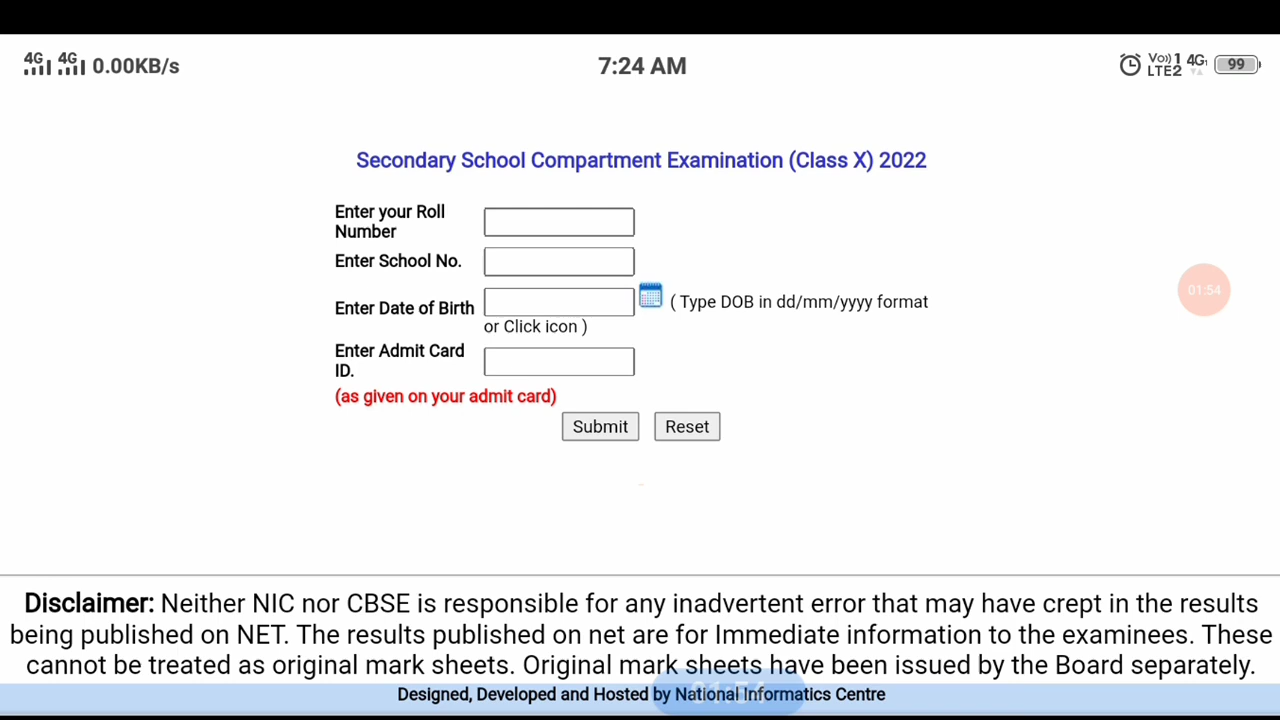 4G 4G 0.00KB/s 7:24 AM Vo)) 1 4G 99
LTE2
Secondary School Compartment Examination (Class X) 2022
Enter your Roll
Number
Enter School No.
Enter Date of Birth ( Type DOB in dd/mm/yyyy format
or Click icon )
Enter Admit Card
ID.
(as given on your admit card)
Submit Reset
01:54
Disclaimer: Neither NIC nor CBSE is responsible for any inadvertent error that may have crept in the results
being published on NET. The results published on net are for Immediate information to the examinees. These
cannot be treated as original mark sheets. Original mark sheets have been issued by the Board separately.
Designed, Developed and Hosted by National Informatics Centre